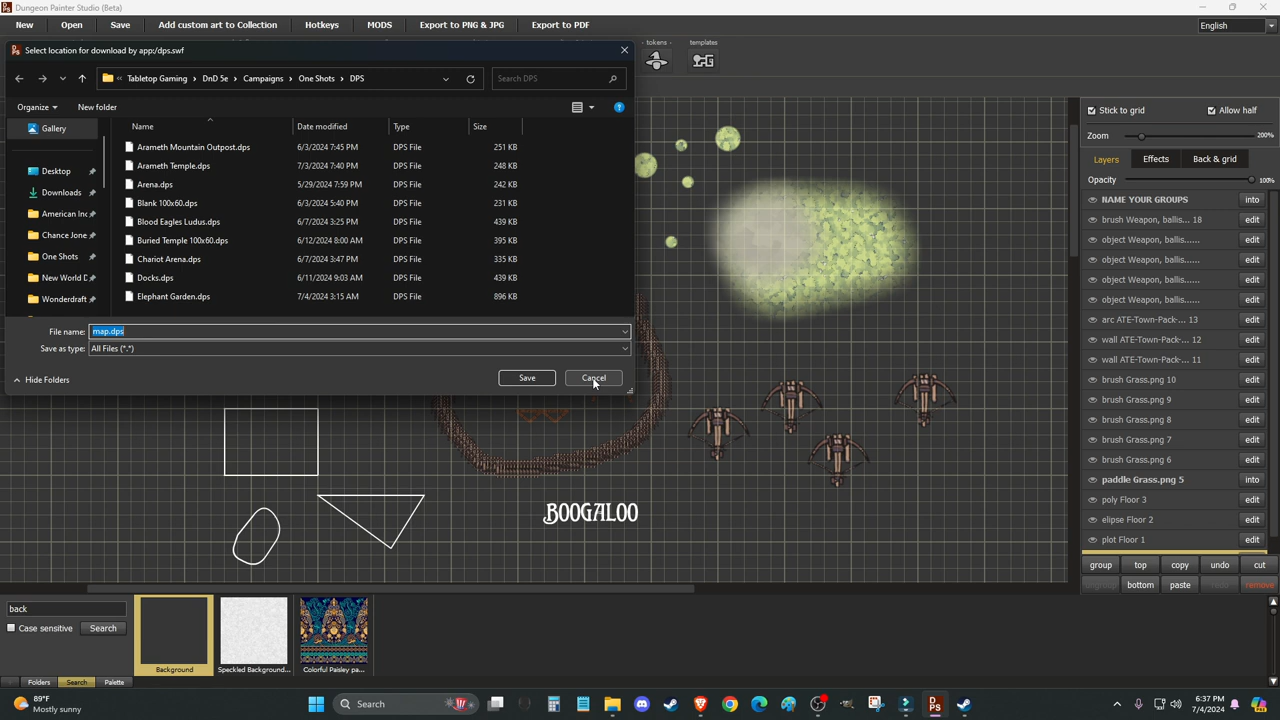 Dungeon Painter Studio (Beta)
New Open Save Add custom art to Collection Hotkeys MODS Export to PNG & JPG Export to PDF English
- tokens - templates
Select location for download by app:/dps.swf
Tabletop Gaming DnD 5e Campaigns One Shots DPS Search DPS
Organize New folder
Stick to grid Allow half
Zoom 200%
Layers Effects Back & grid
Opacity 100%
Gallery
Desktop
Downloads
American Inc
Chance Jone
One Shots
New World D
Wonderdraft
Name Date modified Type Size
Arameth Mountain Outpost.dps 6/3/2024 7:45 PM DPS File 251 KB
Arameth Temple.dps 7/3/2024 7:40 PM DPS File 248 KB
Arena.dps 5/29/2024 7:59 PM DPS File 242 KB
Blank 100x60.dps 6/3/2024 5:40 PM DPS File 231 KB
Blood Eagles Ludus.dps 6/7/2024 3:25 PM DPS File 439 KB
Buried Temple 100x60.dps 6/12/2024 8:00 AM DPS File 395 KB
Chariot Arena.dps 6/7/2024 3:47 PM DPS File 335 KB
Docks.dps 6/11/2024 9:03 AM DPS File 439 KB
Elephant Garden.dps 7/4/2024 3:15 AM DPS File 896 KB
File name: map.dps
Save as type: All Files (*.*)
Hide Folders Save Cancel
NAME YOUR GROUPS into
brush Weapon, ballis... 18 edit
object Weapon, ballis...... edit
object Weapon, ballis...... edit
object Weapon, ballis...... edit
object Weapon, ballis...... edit
arc ATE-Town-Pack-... 13 edit
wall ATE-Town-Pack-... 12 edit
wall ATE-Town-Pack-... 11 edit
brush Grass.png 10 edit
brush Grass.png 9 edit
brush Grass.png 8 edit
brush Grass.png 7 edit
brush Grass.png 6 edit
paddle Grass.png 5 into
poly Floor 3 edit
elipse Floor 2 edit
plot Floor 1 edit
group top copy undo cut
bottom paste remove
BOOGALOO
back
Case sensitive Search
Background Speckled Background... Colorful Paisley pa...
Folders Search Palette
89°F
Mostly sunny
Search
DPS
6:37 PM
7/4/2024